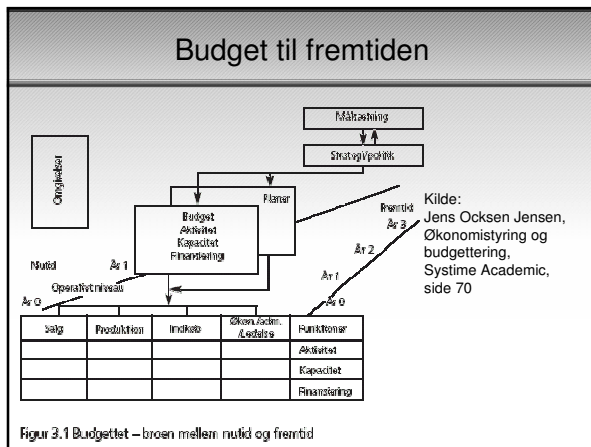 Budget til fremtiden
Målsætning
Strategi/politik
Omgivelser
Planer
Budget
Aktivitet
Kapacitet
Finansiering
Fremtid
År 3
År 2
År 1
År 0
Nutid
År 1
Operativt niveau
År 0
Kilde:
Jens Ocksen Jensen,
Økonomistyring og
budgettering,
Systime Academic,
side 70
Salg Produktion Indkøb Økon./adm. Funktioner
/Ledelse
Aktivitet
Kapacitet
Finansiering
Figur 3.1 Budgettet – broen mellem nutid og fremtid